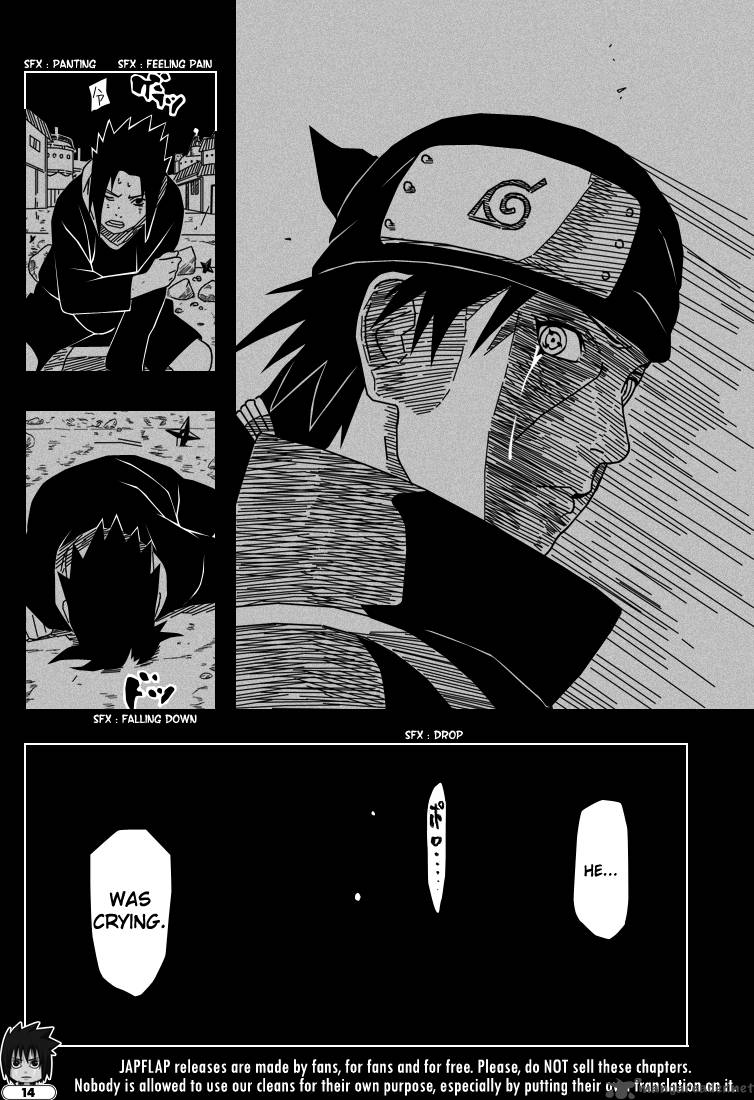 SFX : PANTING SFX : FEELING PAIN
SFX : FALLING DOWN
SFX : DROP
HE...
WAS
CRYING.
JAPFLAP releases are made by fans, for fans and for free. Please, do NOT sell these chapters.
Nobody is allowed to use our cleans for their own purpose, especially by putting their own translation on it.
14